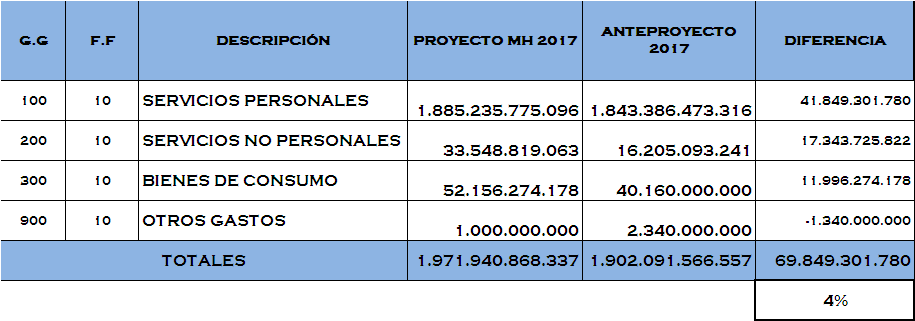 G.G F.F DESCRIPCIÓN PROYECTO MH 2017 ANTEPROYECTO 2017 DIFERENCIA
100 10 SERVICIOS PERSONALES 1.885.235.775.096 1.843.386.473.316 41.849.301.780
200 10 SERVICIOS NO PERSONALES 33.548.819.063 16.205.093.241 17.343.725.822
300 10 BIENES DE CONSUMO 52.156.274.178 40.160.000.000 11.996.274.178
900 10 OTROS GASTOS 1.000.000.000 2.340.000.000 -1.340.000.000
TOTALES 1.971.940.868.337 1.902.091.566.557 69.849.301.780
4%